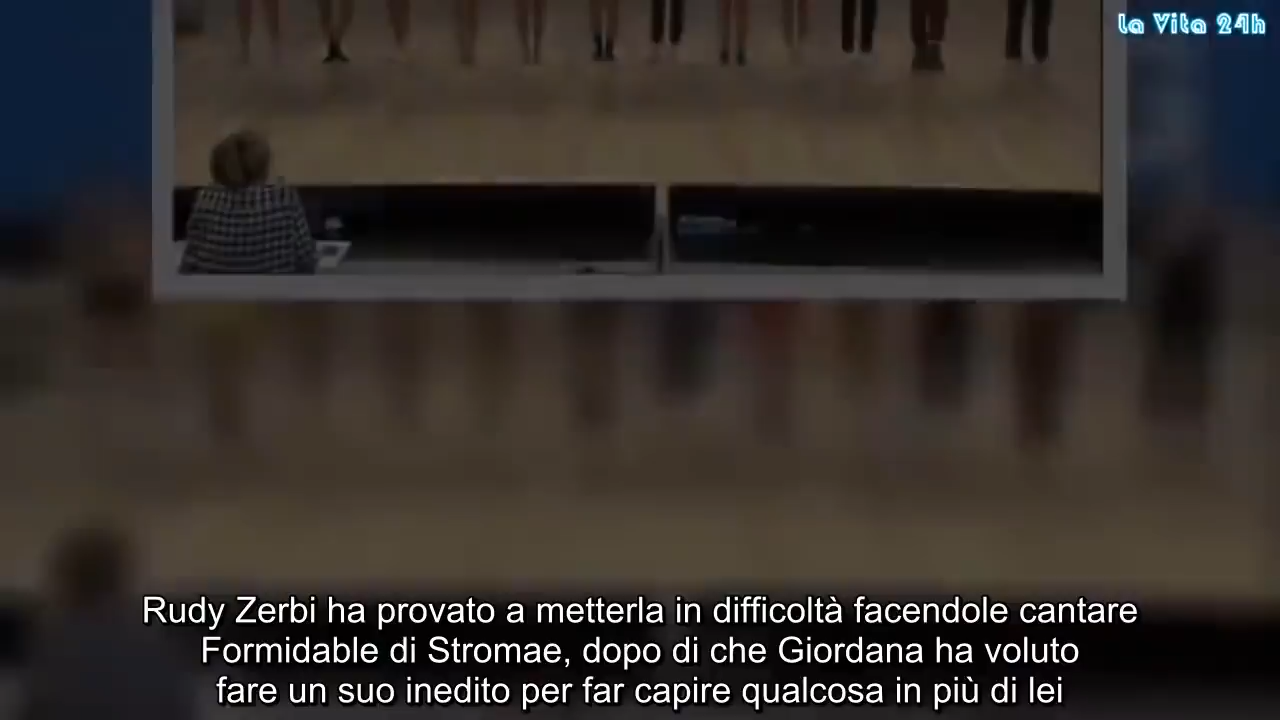 La Vita 24h
Rudy Zerbi ha provato a metterla in difficoltà facendole cantare
Formidable di Stromae, dopo di che Giordana ha voluto
fare un suo inedito per far capire qualcosa in più di lei